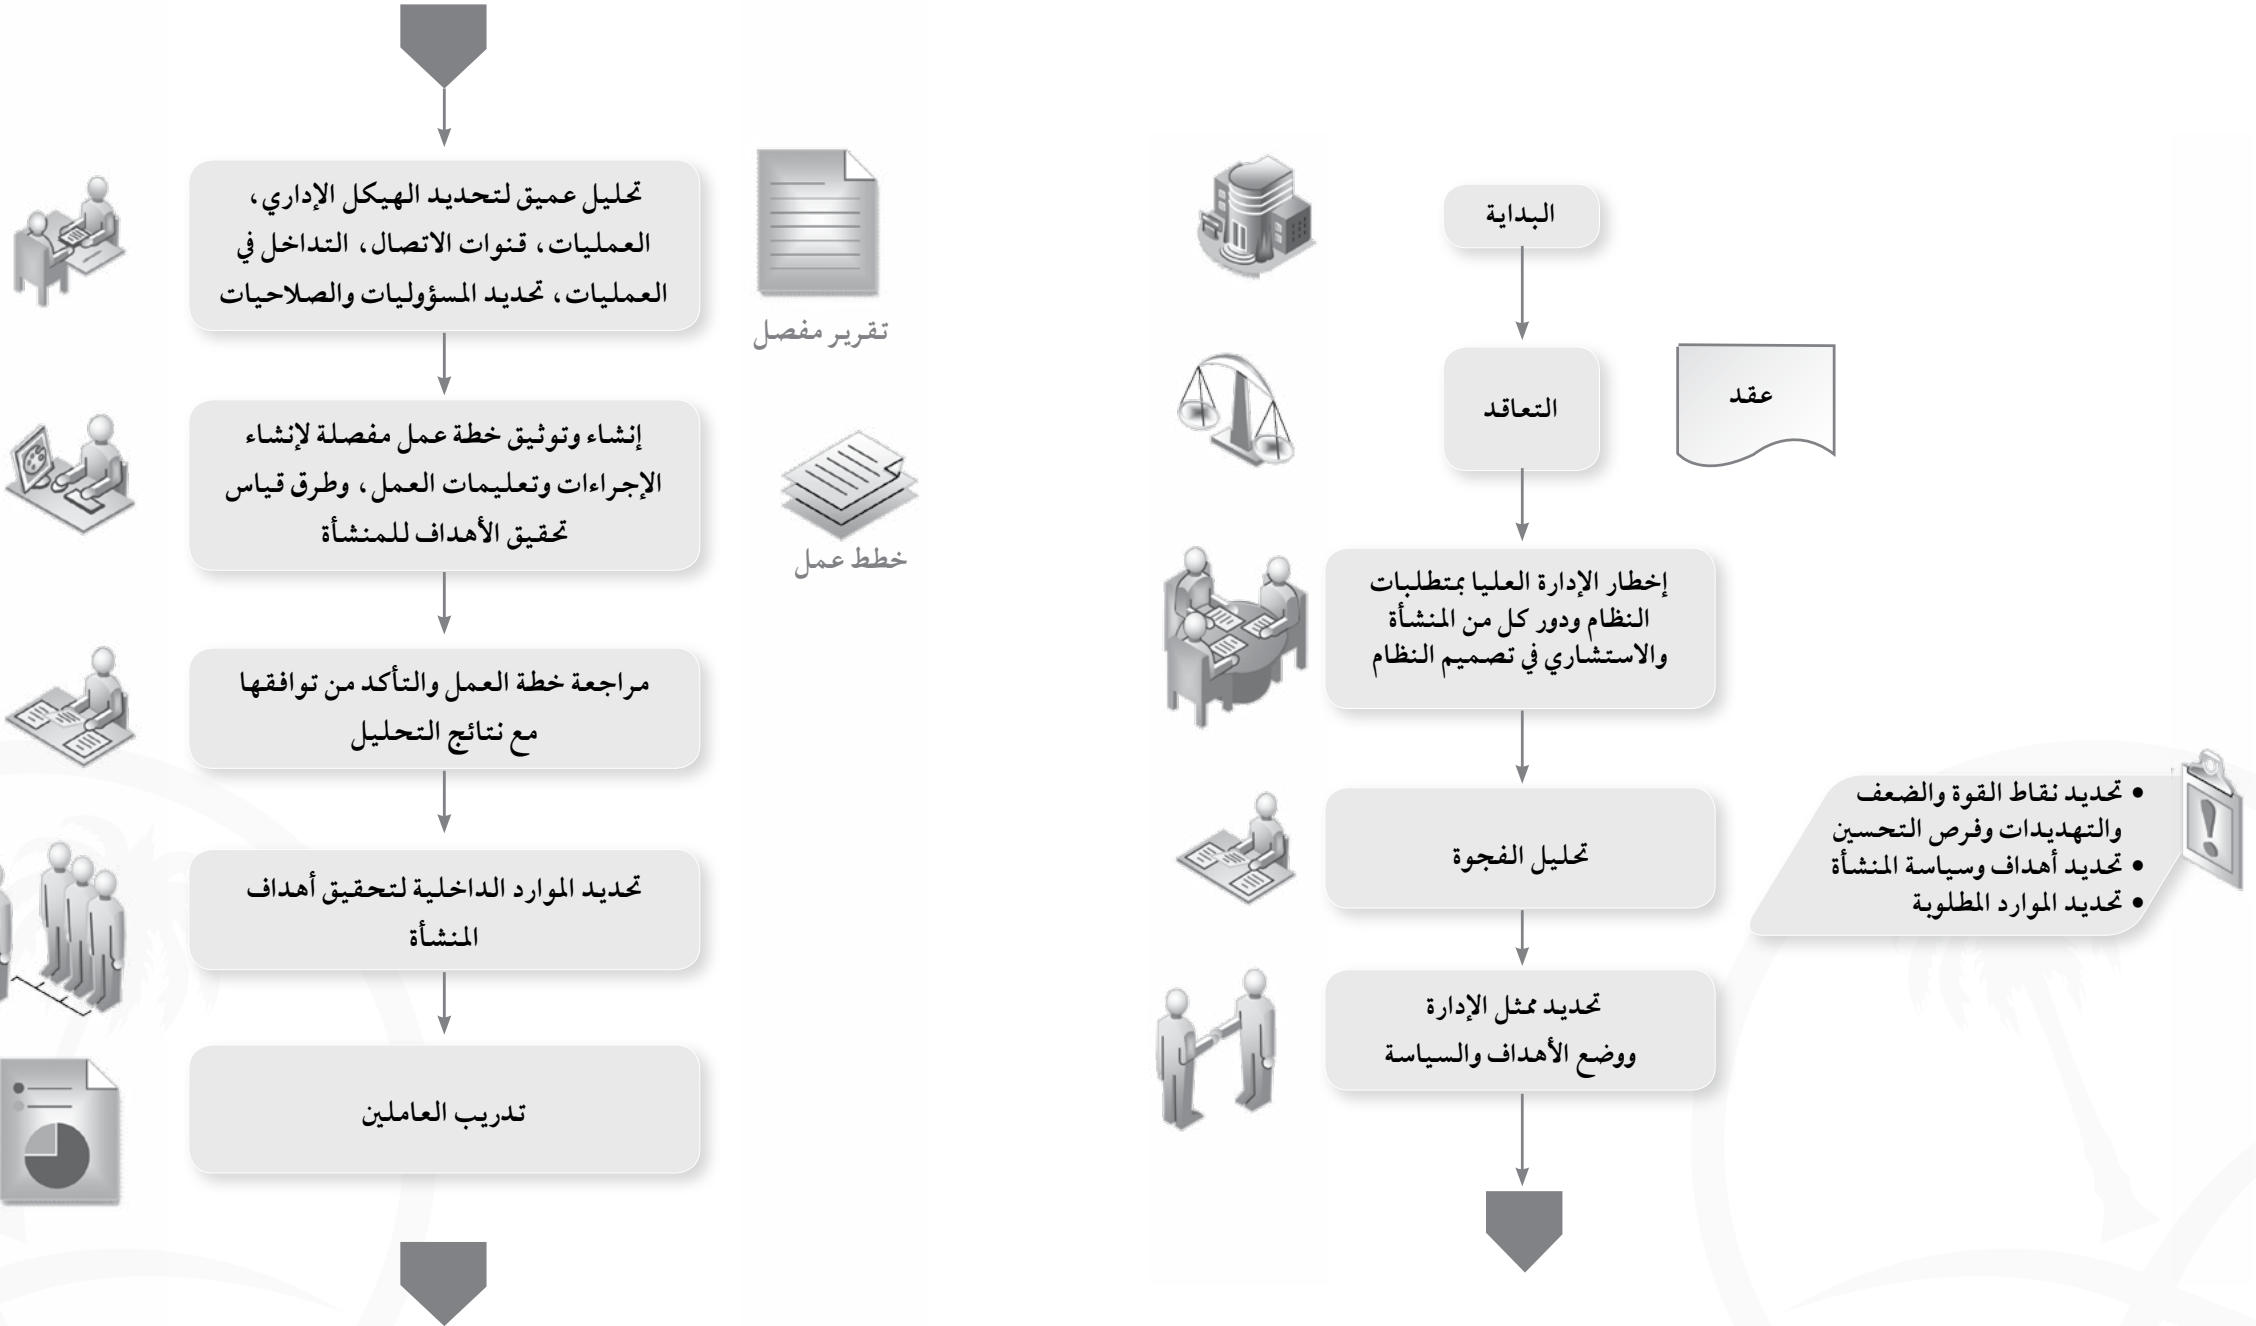 البداية
التعاقد
عقد
إخطار الإدارة العليا بمتطلبات
النظام ودور كل من المنشأة
والاستشاري في تصميم النظام
تحليل الفجوة
• تحديد نقاط القوة والضعف
والتهديدات وفرص التحسين
• تحديد أهداف وسياسة المنشأة
• تحديد الموارد المطلوبة
تحديد ممثل الإدارة
ووضع الأهداف والسياسة
تحليل عميق لتحديد الهيكل الإداري،
العمليات، قنوات الاتصال، التداخل في
العمليات، تحديد المسؤوليات والصلاحيات
تقرير مفصل
إنشاء وتوثيق خطة عمل مفصلة لإنشاء
الإجراءات وتعليمات العمل، وطرق قياس
تحقيق الأهداف للمنشأة
خطط عمل
مراجعة خطة العمل والتأكد من توافقها
مع نتائج التحليل
تحديد الموارد الداخلية لتحقيق أهداف
المنشأة
تدريب العاملين